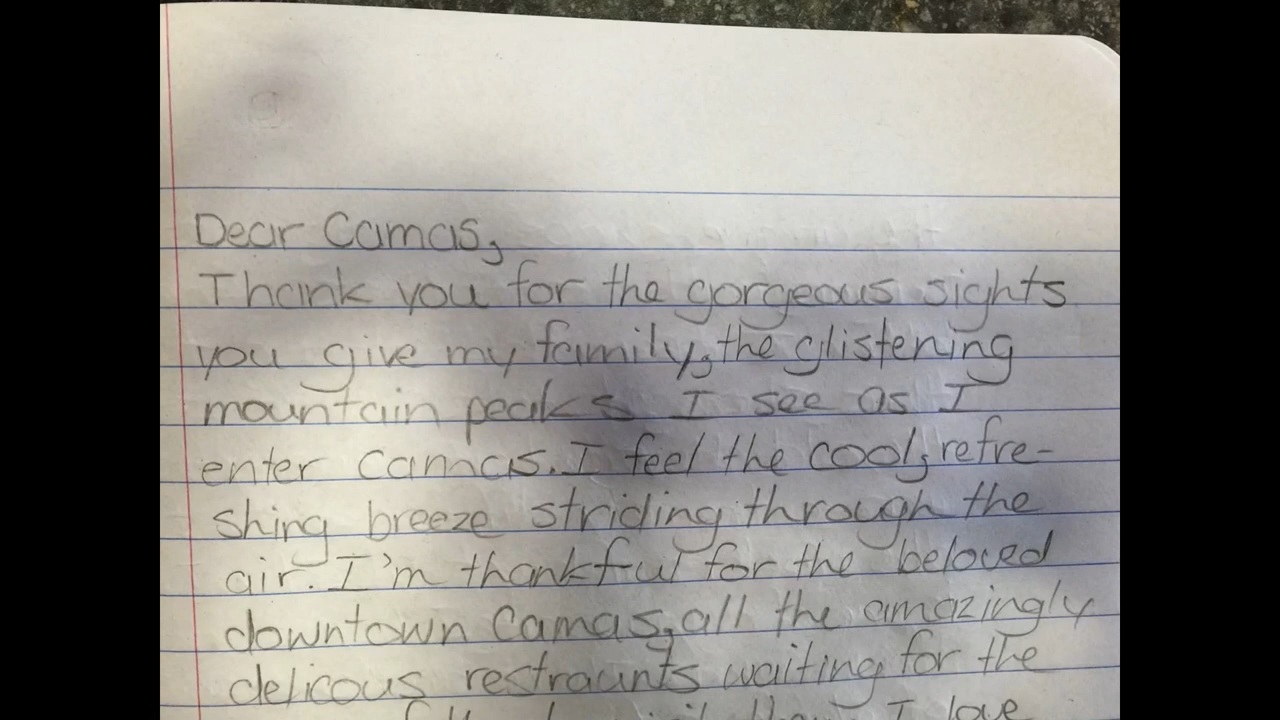 Dear Camas,
Thank you for the gorgeous sights
you give my family, the glistening
mountain peaks I see as I
enter Camas. I feel the cool, refre-
shing breeze striding through the
air. I'm thankful for the beloved
downtown Camas, all the amazingly
delicous restraunts waiting for the
I love